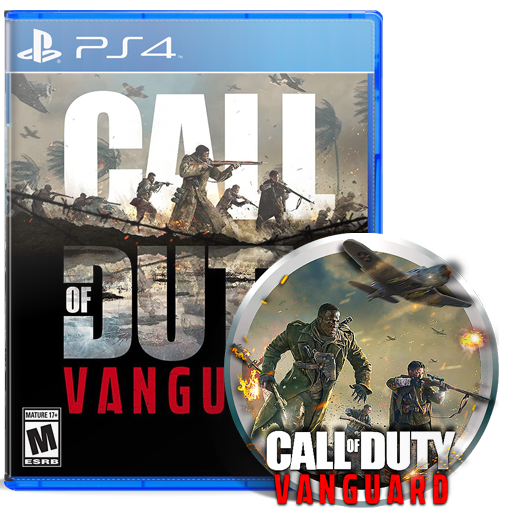 PS4
CALL
OF DUTY
VANGUARD
MATURE 17+
M
ESRB
CALL OF DUTY
VANGUARD